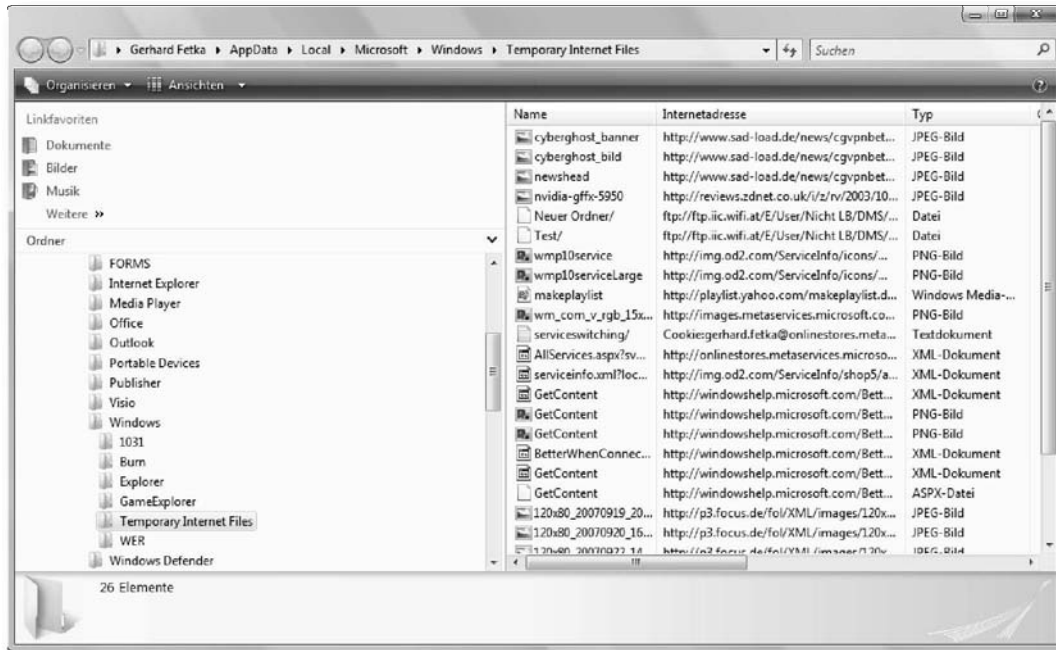 Gerhard Fetka ▸ AppData ▸ Local ▸ Microsoft ▸ Windows ▸ Temporary Internet Files
Suchen
Organisieren Ansichten
Linkfavoriten
Dokumente
Bilder
Musik
Weitere »
Ordner
FORMS
Internet Explorer
Media Player
Office
Outlook
Portable Devices
Publisher
Visio
Windows
1031
Burn
Explorer
GameExplorer
Temporary Internet Files
WER
Windows Defender
Name Internetadresse Typ
cyberghost_banner http://www.sad-load.de/news/cgvpnbet... JPEG-Bild
cyberghost_bild http://www.sad-load.de/news/cgvpnbet... JPEG-Bild
newshead http://www.sad-load.de/news/cgvpnbet... JPEG-Bild
nvidia-gffx-5950 http://reviews.zdnet.co.uk/i/z/rv/2003/10... JPEG-Bild
Neuer Ordner/ ftp://ftp.iic.wifi.at/E/User/Nicht LB/DMS/... Datei
Test/ ftp://ftp.iic.wifi.at/E/User/Nicht LB/DMS/... Datei
wmp10service http://img.od2.com/ServiceInfo/icons/... PNG-Bild
wmp10serviceLarge http://img.od2.com/ServiceInfo/icons/... PNG-Bild
makeplaylist http://playlist.yahoo.com/makeplaylist.d... Windows Media-...
wm_com_v_rgb_15x... http://images.metaservices.microsoft.co... PNG-Bild
serviceswitching/ Cookie:gerhard.fetka@onlinestores.meta... Textdokument
AllServices.aspx?sv... http://onlinestores.metaservices.microso... XML-Dokument
serviceinfo.xml?loc... http://img.od2.com/ServiceInfo/shop5/a... XML-Dokument
GetContent http://windowshelp.microsoft.com/Bett... XML-Dokument
GetContent http://windowshelp.microsoft.com/Bett... PNG-Bild
GetContent http://windowshelp.microsoft.com/Bett... PNG-Bild
BetterWhenConnec... http://windowshelp.microsoft.com/Bett... XML-Dokument
GetContent http://windowshelp.microsoft.com/Bett... XML-Dokument
GetContent http://windowshelp.microsoft.com/Bett... ASPX-Datei
120x80_20070919_20... http://p3.focus.de/fol/XML/images/120x... JPEG-Bild
120x80_20070920_16... http://p3.focus.de/fol/XML/images/120x... JPEG-Bild
120x80_20070922_14... http://p3.focus.de/fol/XML/images/120x... JPEG-Bild
26 Elemente